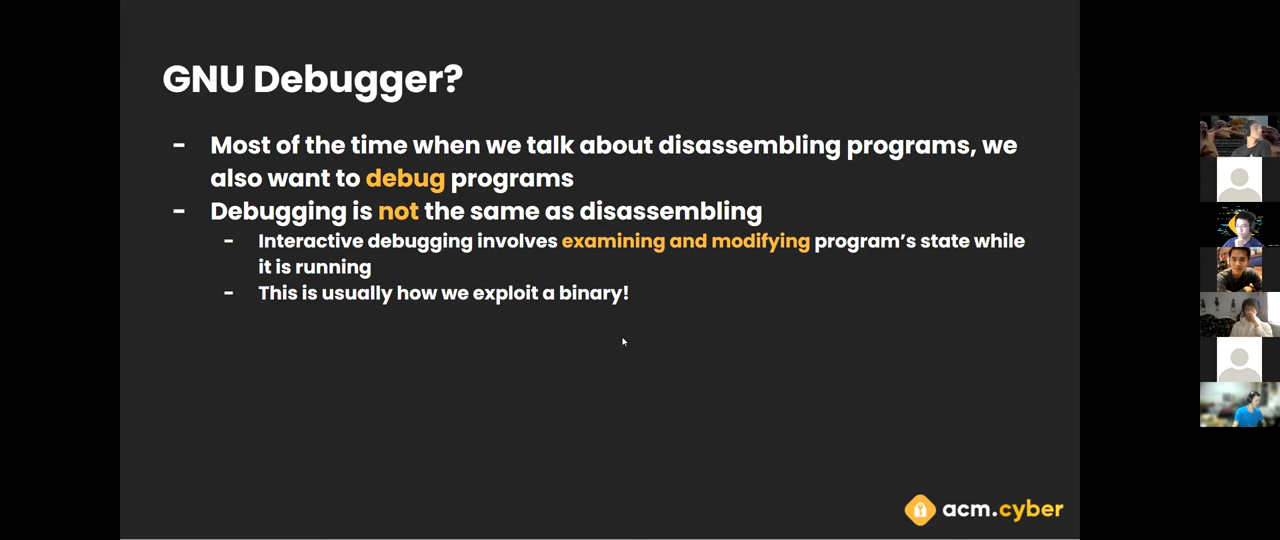 GNU Debugger?
- Most of the time when we talk about disassembling programs, we
also want to debug programs
- Debugging is not the same as disassembling
- Interactive debugging involves examining and modifying program's state while
it is running
- This is usually how we exploit a binary!
acm.cyber